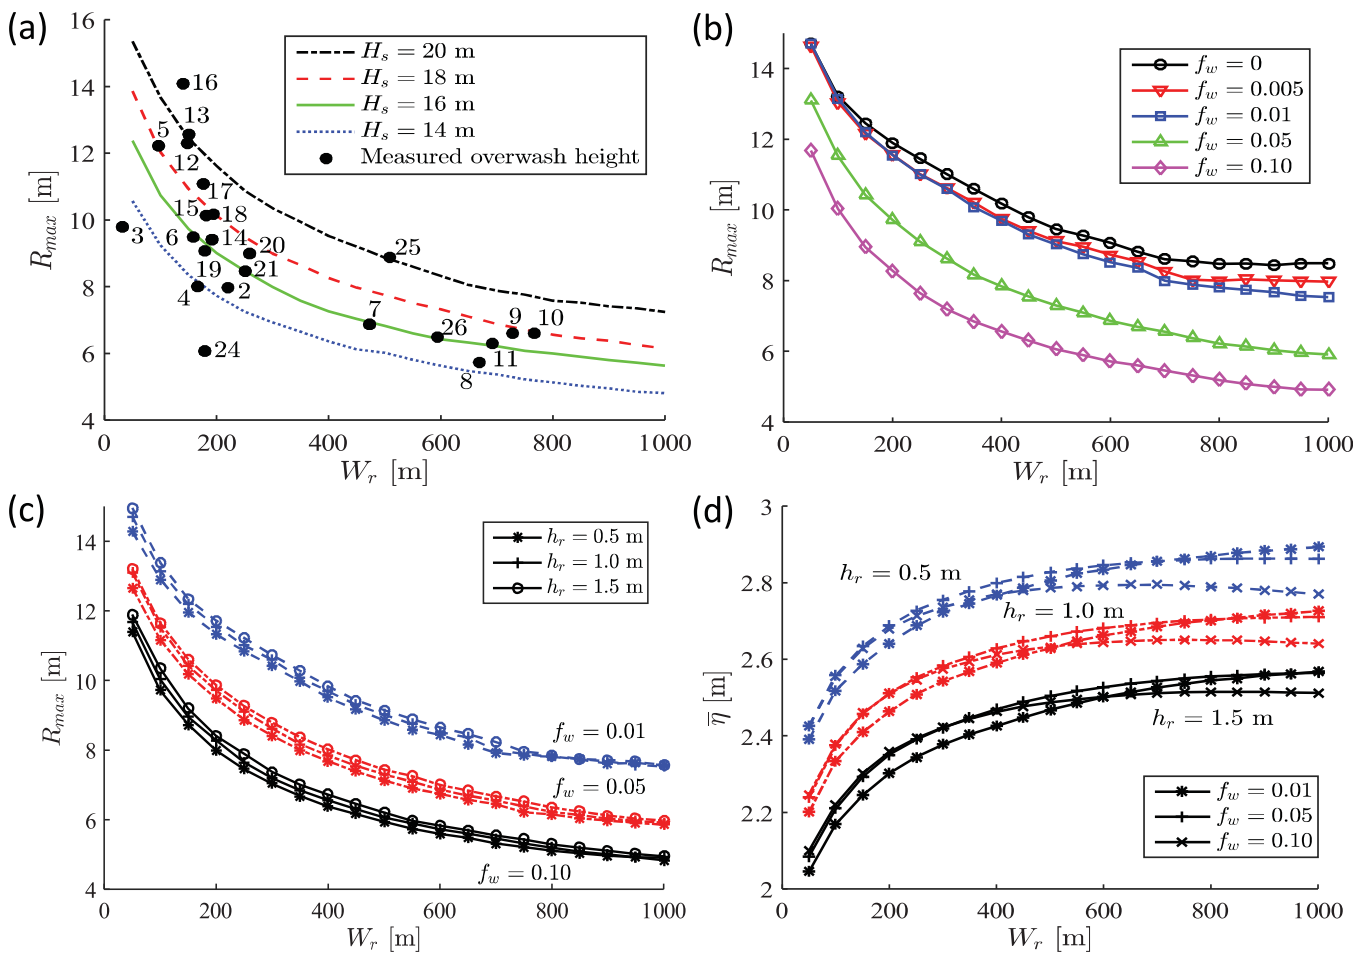 (a)
16
14
12
10
8
6
4
0
200
400
600
800
1000
R_max [m]
W_r [m]
H_s = 20 m
H_s = 18 m
H_s = 16 m
H_s = 14 m
Measured overwash height
16
13
5
12
17
15
18
3
6
14
20
19
21
4
2
24
25
7
26
9
10
11
8
(b)
14
12
10
8
6
4
0
200
400
600
800
1000
R_max [m]
W_r [m]
f_w = 0
f_w = 0.005
f_w = 0.01
f_w = 0.05
f_w = 0.10
(c)
14
12
10
8
6
4
0
200
400
600
800
1000
R_max [m]
W_r [m]
h_r = 0.5 m
h_r = 1.0 m
h_r = 1.5 m
f_w = 0.01
f_w = 0.05
f_w = 0.10
(d)
3
2.8
2.6
2.4
2.2
2
0
200
400
600
800
1000
η̅ [m]
W_r [m]
h_r = 0.5 m
h_r = 1.0 m
h_r = 1.5 m
f_w = 0.01
f_w = 0.05
f_w = 0.10